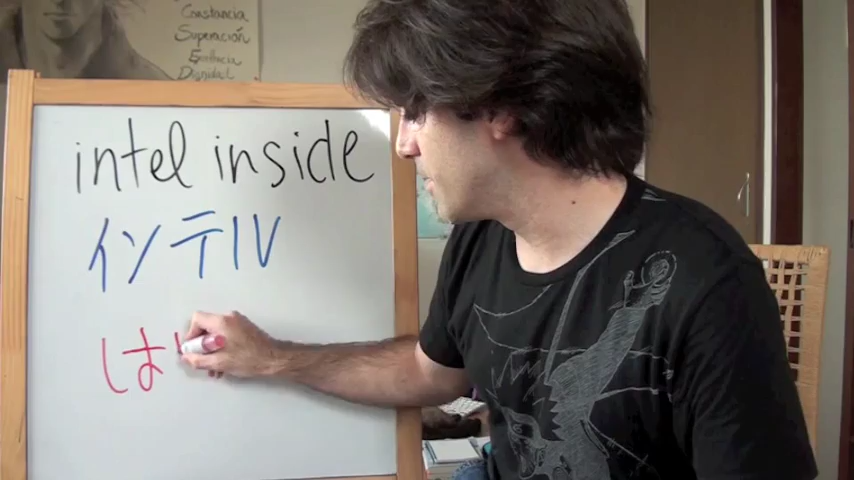 Constancia
Superación
Dignidad
intel inside
インテル
は